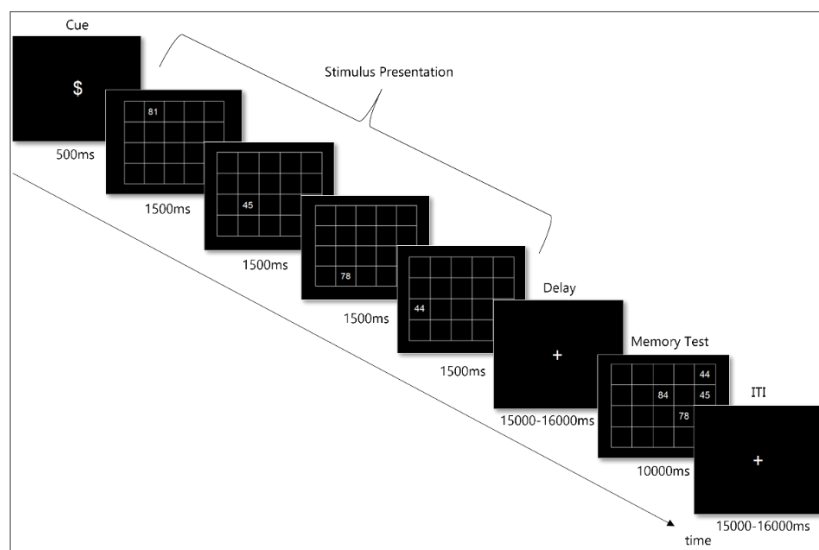 Cue
$
500ms
Stimulus Presentation
81
1500ms
45
1500ms
78
1500ms
44
1500ms
Delay
+
15000-16000ms
Memory Test
44
84 45
78
10000ms
ITI
+
15000-16000ms
time